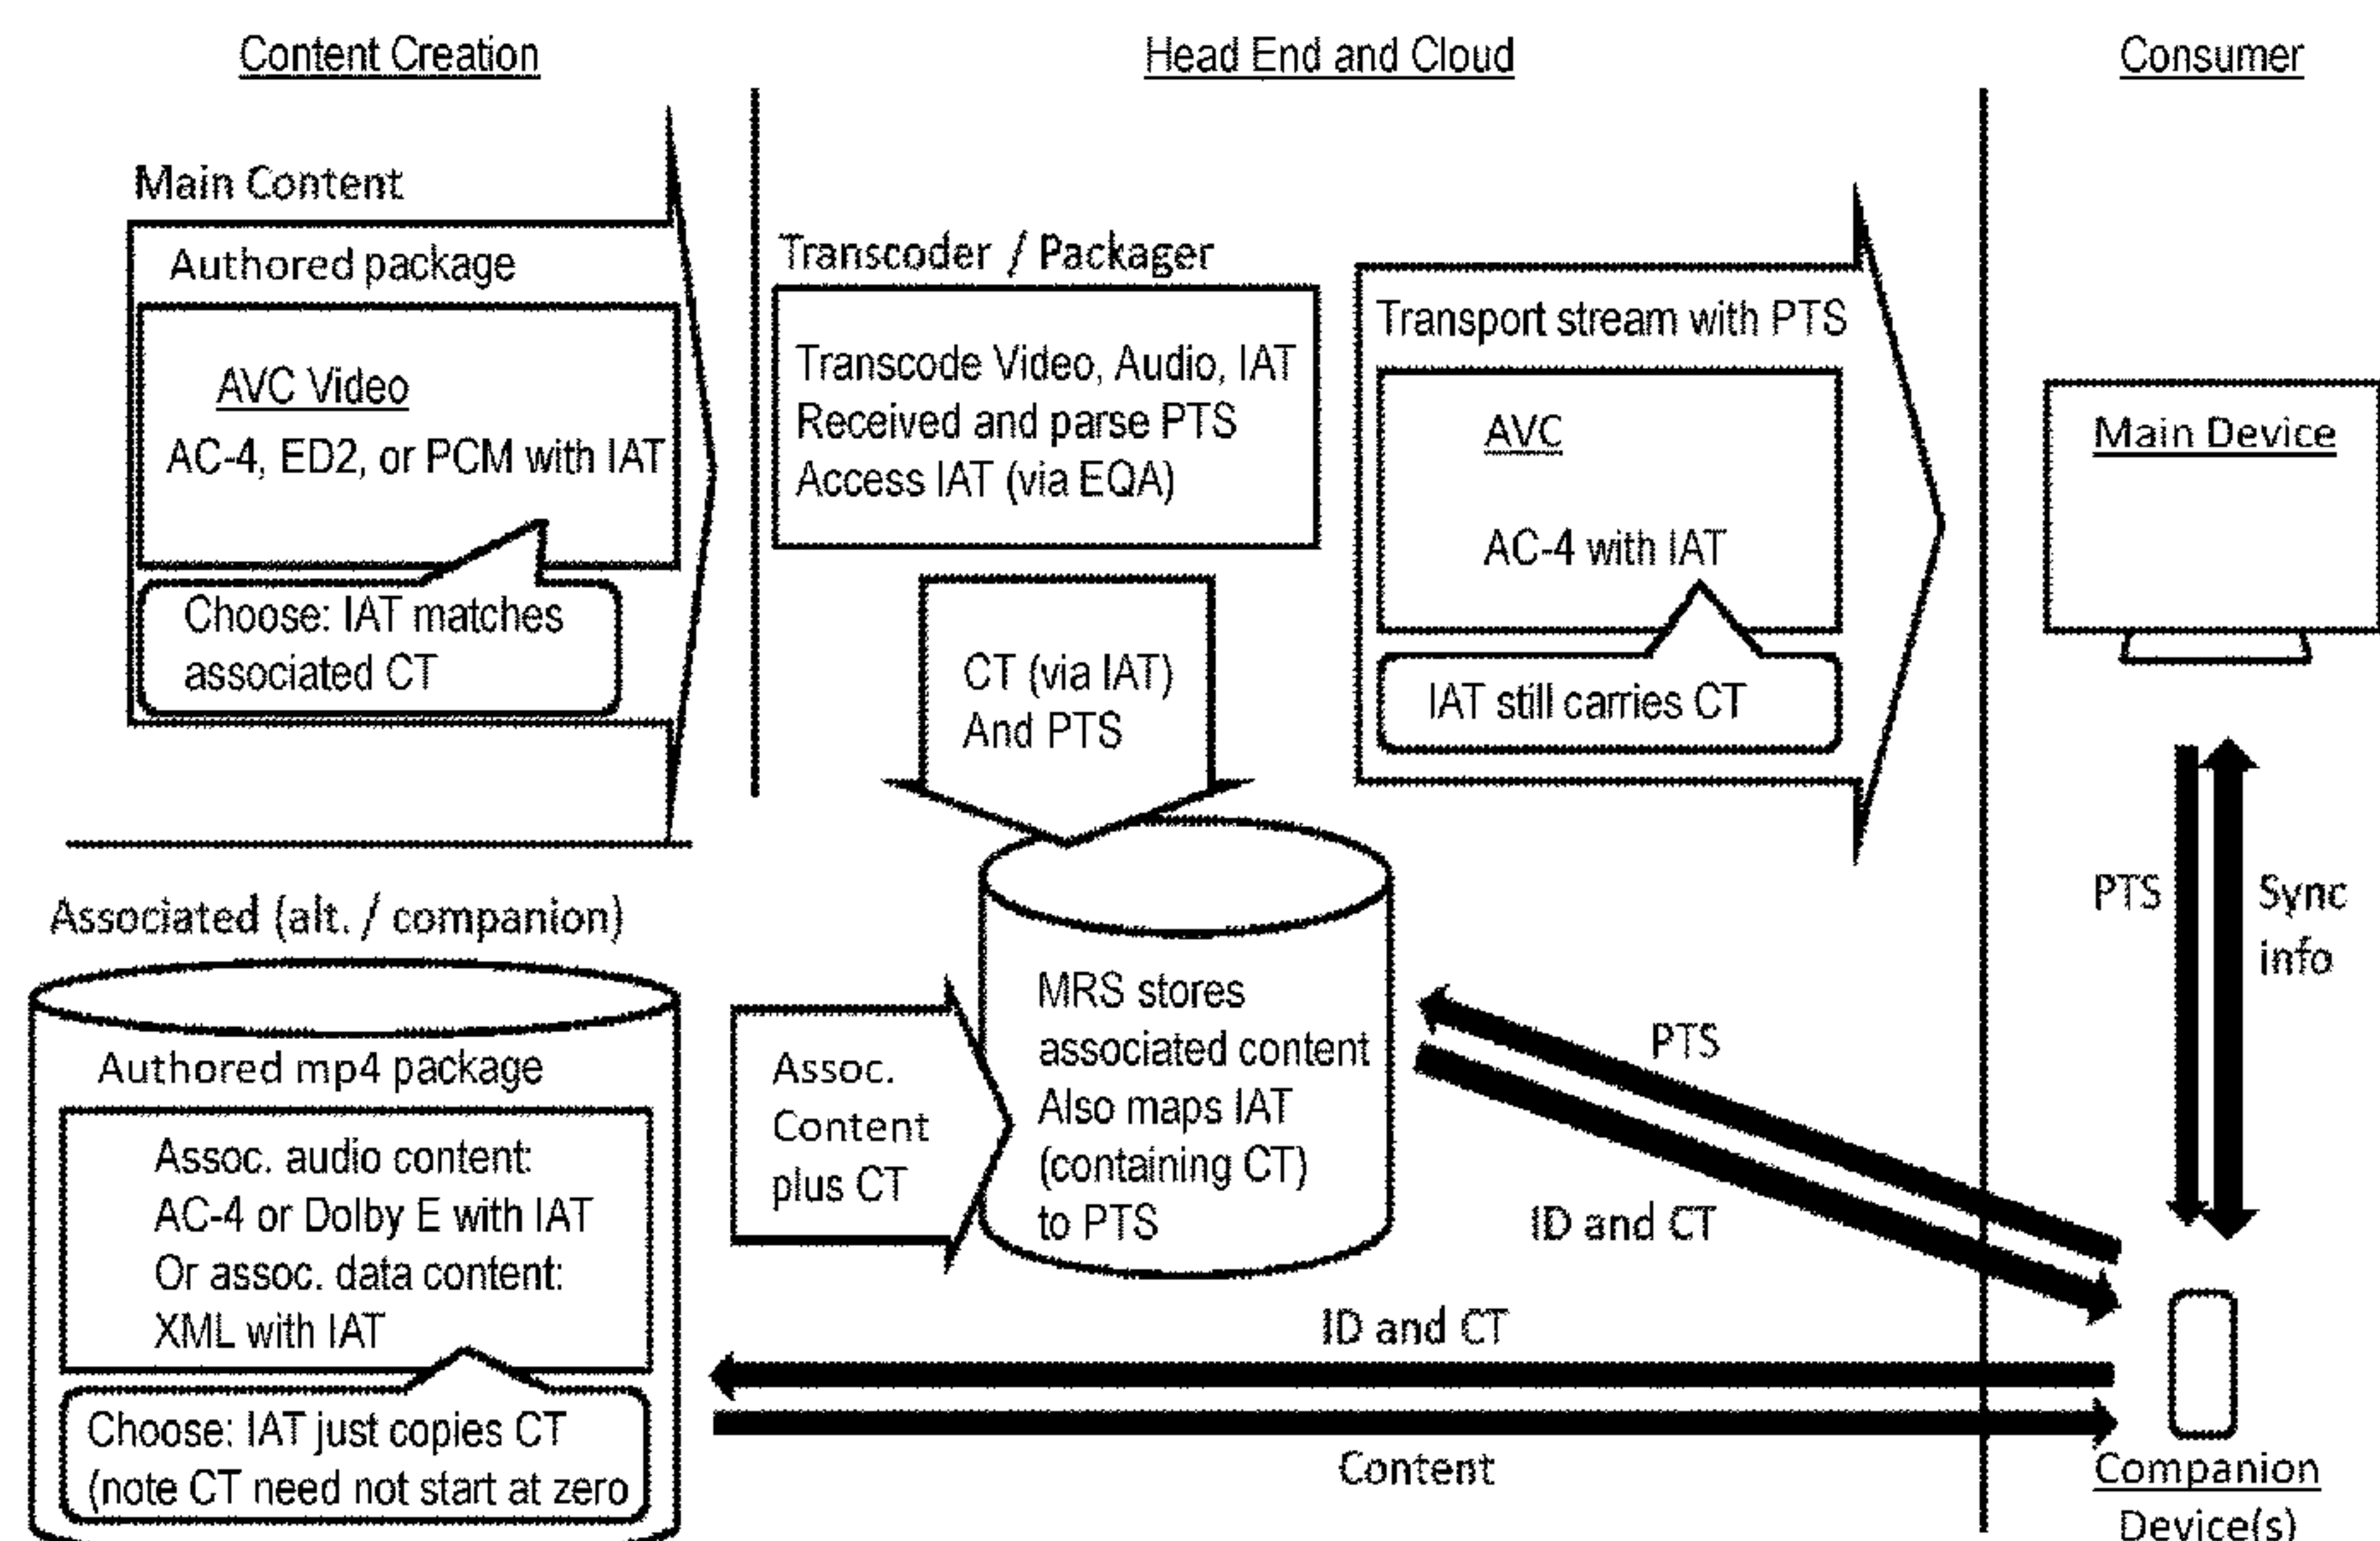 Content Creation
Head End and Cloud
Consumer
Main Content
Authored package
AVC Video
AC-4, ED2, or PCM with IAT
Choose: IAT matches
associated CT
Transcoder / Packager
Transcode Video, Audio, IAT
Received and parse PTS
Access IAT (via EQA)
CT (via IAT)
And PTS
Transport stream with PTS
AVC
AC-4 with IAT
IAT still carries CT
Main Device
PTS
Sync
info
Associated (alt. / companion)
Authored mp4 package
Assoc. audio content:
AC-4 or Dolby E with IAT
Or assoc. data content:
XML with IAT
Choose: IAT just copies CT
(note CT need not start at zero
Assoc.
Content
plus CT
MRS stores
associated content
Also maps IAT
(containing CT)
to PTS
PTS
ID and CT
ID and CT
Content
Companion
Device(s)